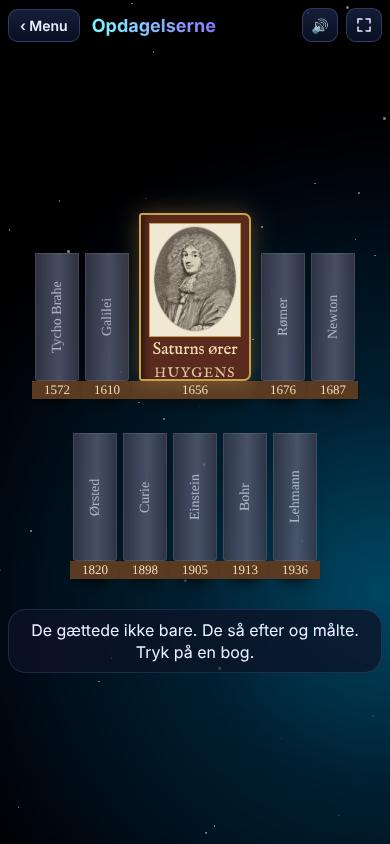 ‹ Menu
Opdagelserne
Tycho Brahe
Galilei
Saturns ører
HUYGENS
Rømer
Newton
1572
1610
1656
1676
1687
Ørsted
Curie
Einstein
Bohr
Lehmann
1820
1898
1905
1913
1936
De gættede ikke bare. De så efter og målte.
Tryk på en bog.